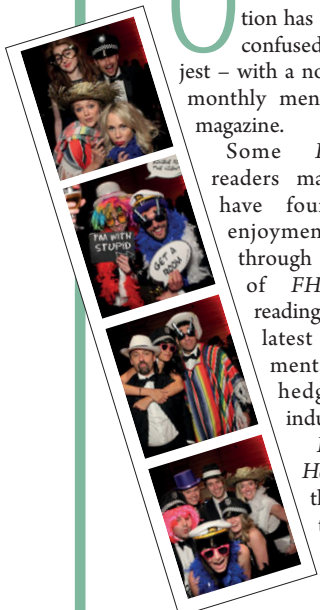 tion has
confused
jest – with a no
monthly men
magazine.
Some
readers ma
have foun
enjoymen
through
of FH
reading
latest
ment
hedg
indu
H
th
t
I'M WITH
STUPID
GET A
ROOM